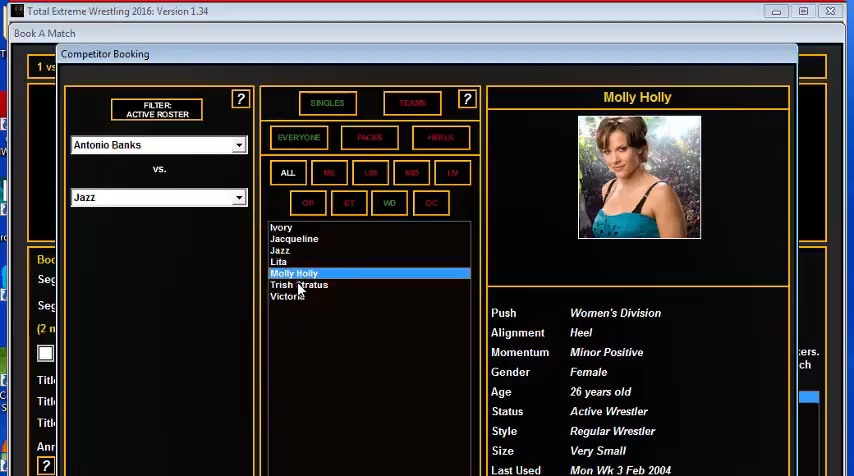 Total Extreme Wrestling 2016: Version 1.34
Book A Match
Competitor Booking
1 vs
FILTER:
ACTIVE ROSTER
?
Antonio Banks
vs.
Jazz
SINGLES
TEAMS
?
EVERYONE
FACES
HEELS
ALL
ME
UM
MID
LM
OP
ET
WD
OC
Ivory
Jacqueline
Jazz
Lita
Molly Holly
Trish Stratus
Victoria
Molly Holly
Push Women's Division
Alignment Heel
Momentum Minor Positive
Gender Female
Age 26 years old
Status Active Wrestler
Style Regular Wrestler
Size Very Small
Last Used Mon Wk 3 Feb 2004
Boo
Seg
Seg
(2 m
Title
Title
Title
Ann
?
kers.
ch